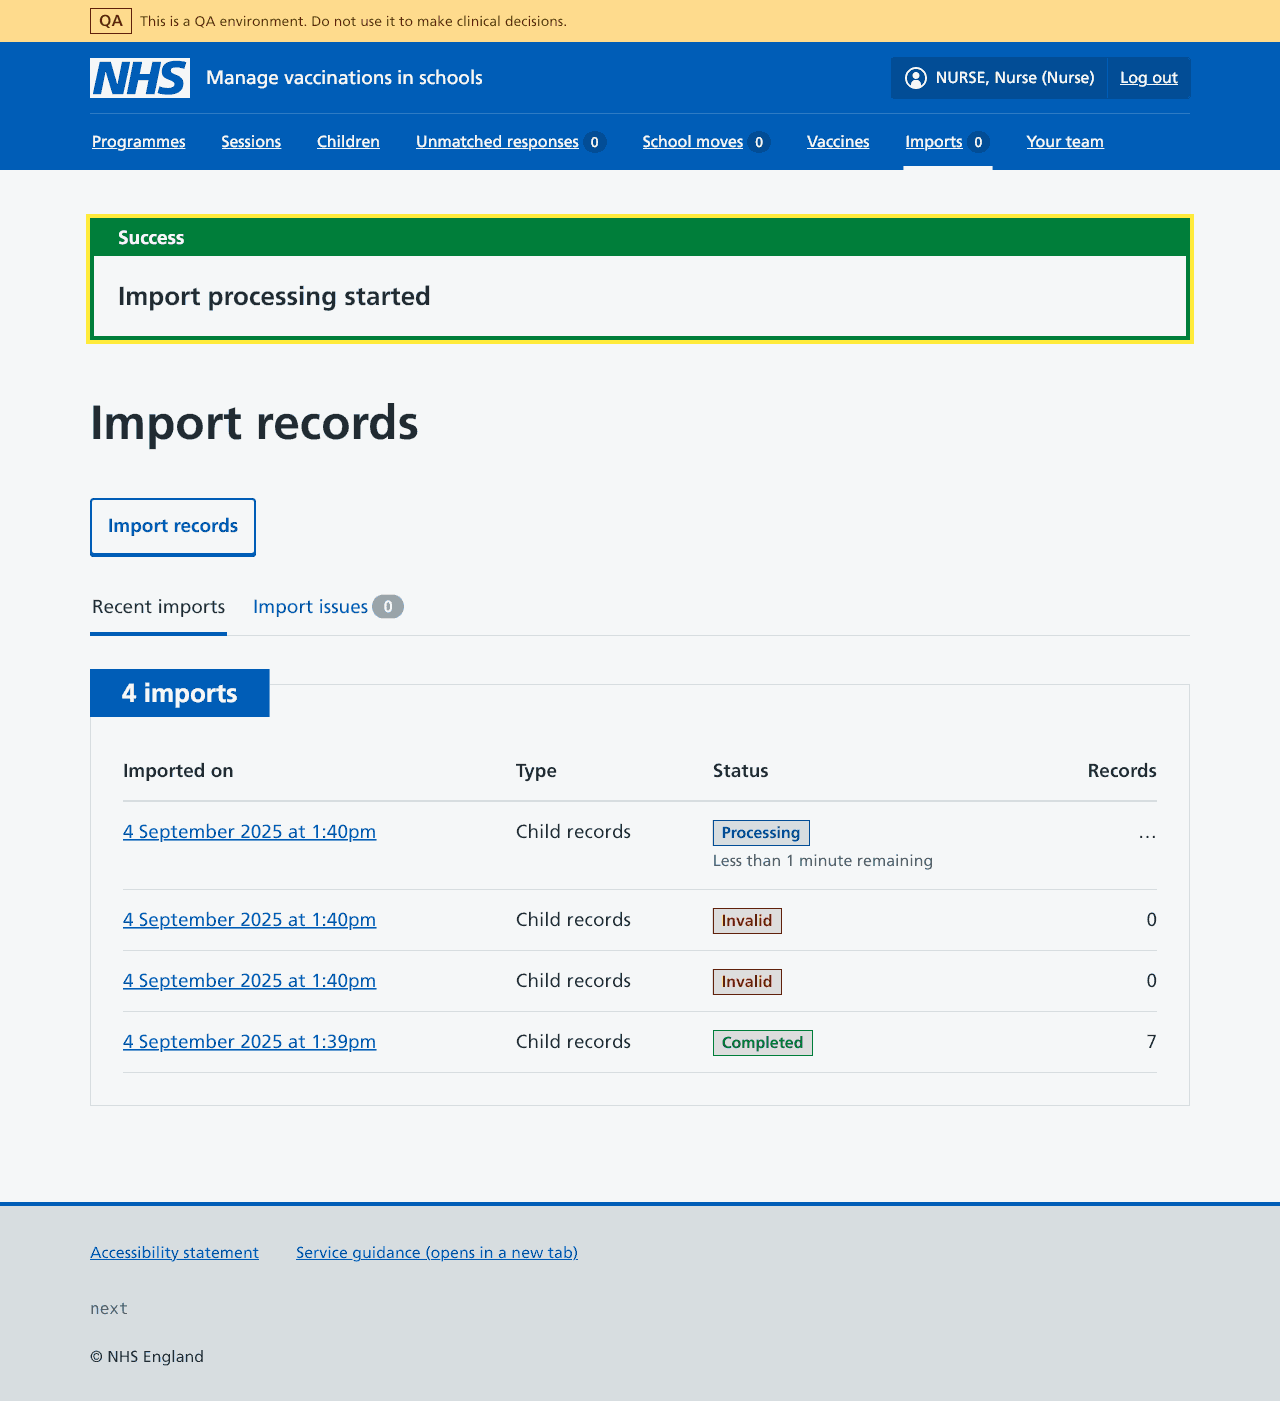 QA This is a QA environment. Do not use it to make clinical decisions.
NHS Manage vaccinations in schools NURSE, Nurse (Nurse) Log out
Programmes Sessions Children Unmatched responses 0 School moves 0 Vaccines Imports 0 Your team
Success
Import processing started
Import records
Import records
Recent imports Import issues 0
4 imports
Imported on Type Status Records
4 September 2025 at 1:40pm Child records Processing ...
Less than 1 minute remaining
4 September 2025 at 1:40pm Child records Invalid 0
4 September 2025 at 1:40pm Child records Invalid 0
4 September 2025 at 1:39pm Child records Completed 7
Accessibility statement Service guidance (opens in a new tab)
next
© NHS England